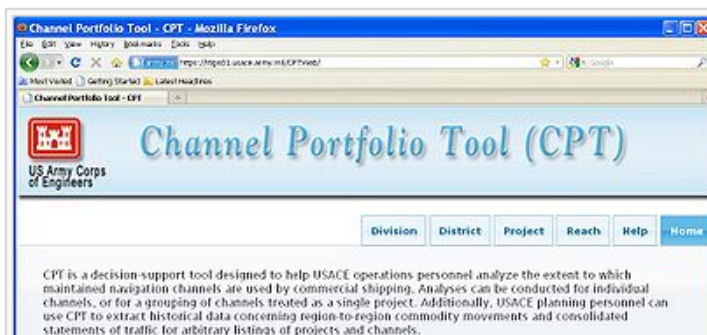 Channel Portfolio Tool - CPT - Mozilla Firefox
File Edit View History Bookmarks Tools Help
army.mil
Google
Most Visited Getting Started Latest Headlines
Channel Portfolio Tool - CPT
US Army Corps
of Engineers
Channel Portfolio Tool (CPT)
Division District Project Reach Help Home
CPT is a decision-support tool designed to help USACE operations personnel analyze the extent to which
maintained navigation channels are used by commercial shipping. Analyses can be conducted for individual
channels, or for a grouping of channels treated as a single project. Additionally, USACE planning personnel can
use CPT to extract historical data concerning region-to-region commodity movements and consolidated
statements of traffic for arbitrary listings of projects and channels.